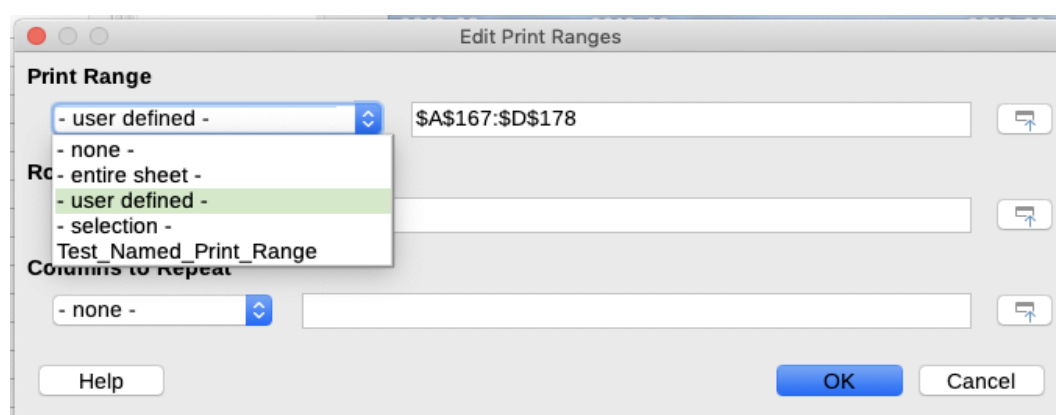 Edit Print Ranges
Print Range
- user defined -
$A$167:$D$178
- none -
- entire sheet -
- user defined -
- selection -
Test_Named_Print_Range
Columns to Repeat
- none -
Help
OK
Cancel